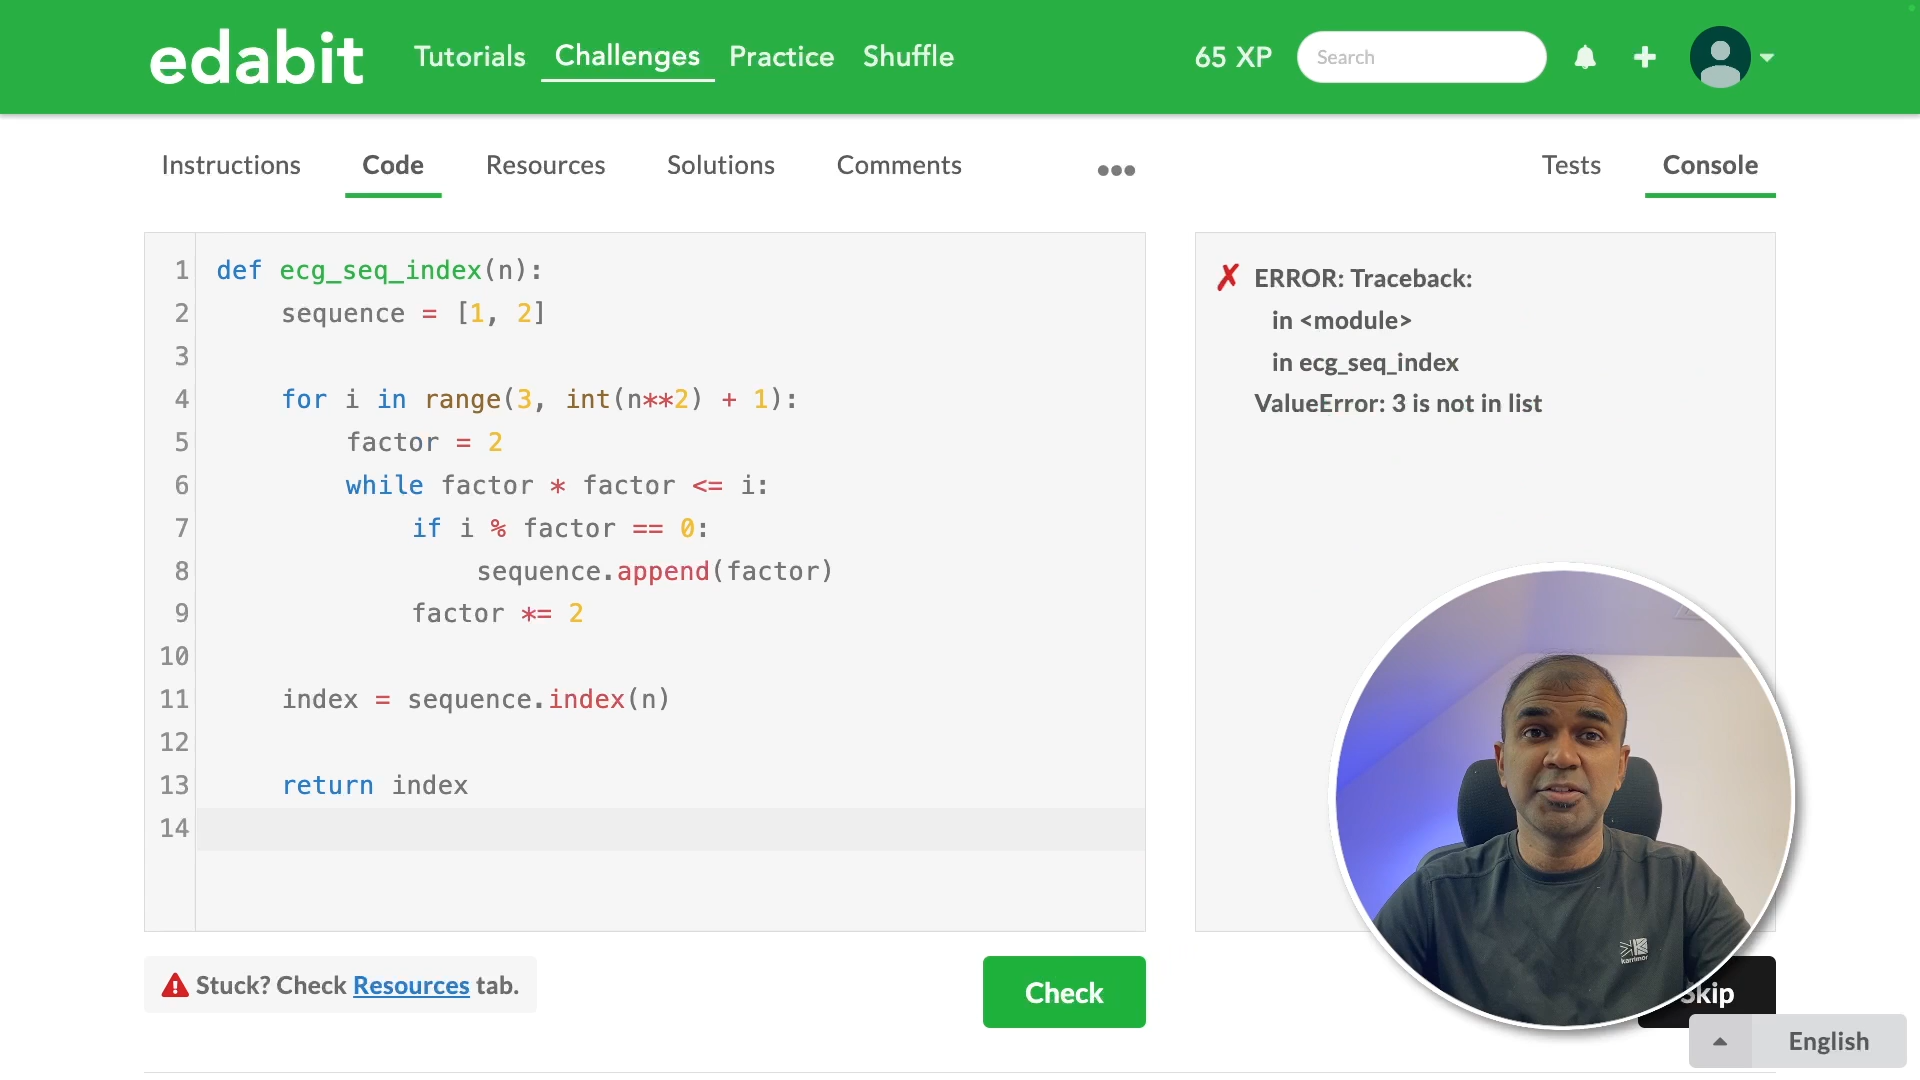 edabit
Tutorials Challenges Practice Shuffle 65 XP Search
Instructions Code Resources Solutions Comments Tests Console
1 def ecg_seq_index(n):
2 sequence = [1, 2]
3
4 for i in range(3, int(n**2) + 1):
5 factor = 2
6 while factor * factor <= i:
7 if i % factor == 0:
8 sequence.append(factor)
9 factor *= 2
10
11 index = sequence.index(n)
12
13 return index
14
✗ ERROR: Traceback:
in <module>
in ecg_seq_index
ValueError: 3 is not in list
karrimor
Stuck? Check Resources tab.
Check
Skip
English